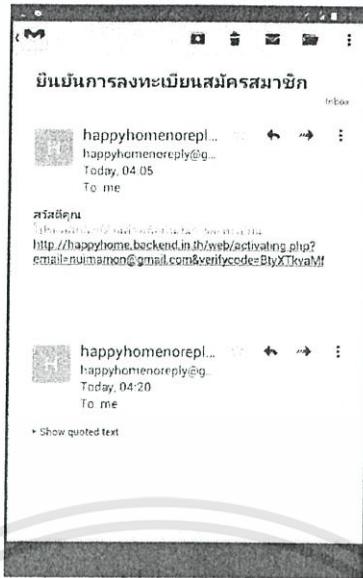 ยืนยันการลงทะเบียนสมัครสมาชิก
Inbox
H
happyhomenorepl...
happyhomenoreply@g...
Today, 04:05
To: me
สวัสดีคุณ
http://happyhome.backend.in.th/web/activating.php?
email=nuimamon@gmail.com&verifycode=BtyXTkvaMf
H
happyhomenorepl...
happyhomenoreply@g...
Today, 04:20
To: me
Show quoted text